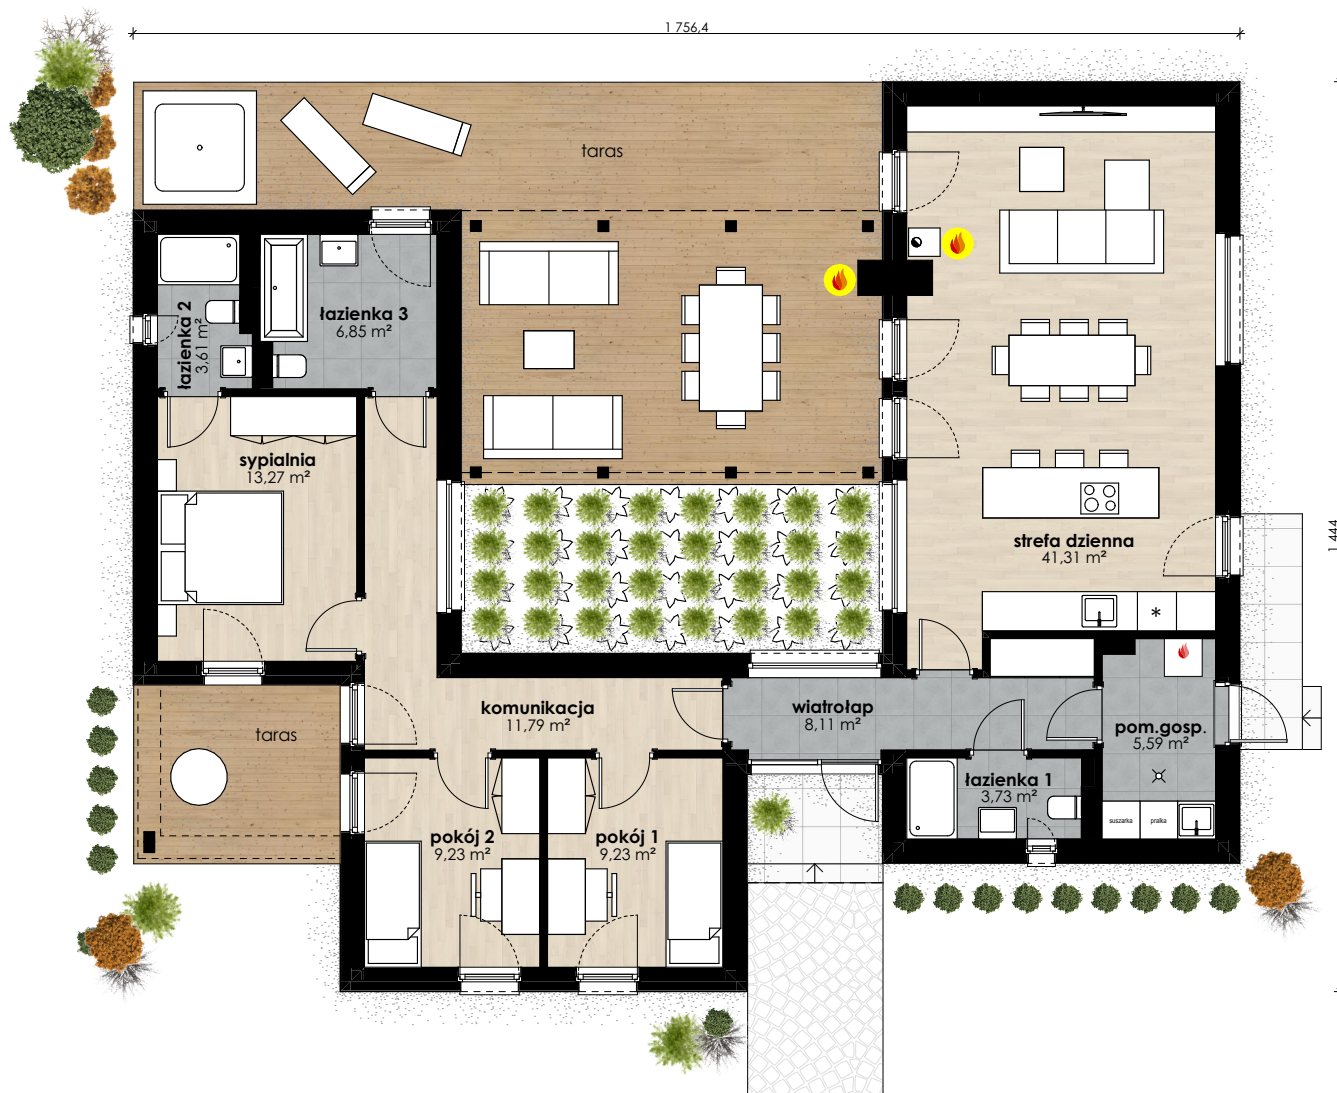 1 756,4
taras
łazienka 2
3,61 m²
łazienka 3
6,85 m²
sypialnia
13,27 m²
strefa dzienna
41,31 m²
*
1 444
komunikacja
11,79 m²
wiatrołap
8,11 m²
pom.gosp.
5,59 m²
taras
łazienka 1
3,73 m²
suszarka
pralka
pokój 2
9,23 m²
pokój 1
9,23 m²